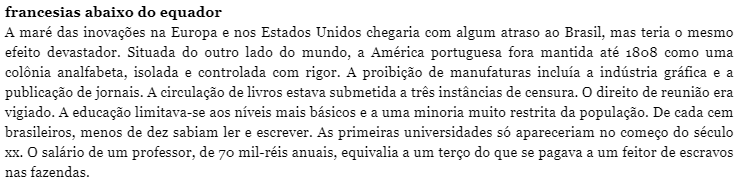 francesias abaixo do equador
A maré das inovações na Europa e nos Estados Unidos chegaria com algum atraso ao Brasil, mas teria o mesmo
efeito devastador. Situada do outro lado do mundo, a América portuguesa fora mantida até 1808 como uma
colônia analfabeta, isolada e controlada com rigor. A proibição de manufaturas incluía a indústria gráfica e a
publicação de jornais. A circulação de livros estava submetida a três instâncias de censura. O direito de reunião era
vigiado. A educação limitava-se aos níveis mais básicos e a uma minoria muito restrita da população. De cada cem
brasileiros, menos de dez sabiam ler e escrever. As primeiras universidades só apareceriam no começo do século
xx. O salário de um professor, de 70 mil-réis anuais, equivalia a um terço do que se pagava a um feitor de escravos
nas fazendas.